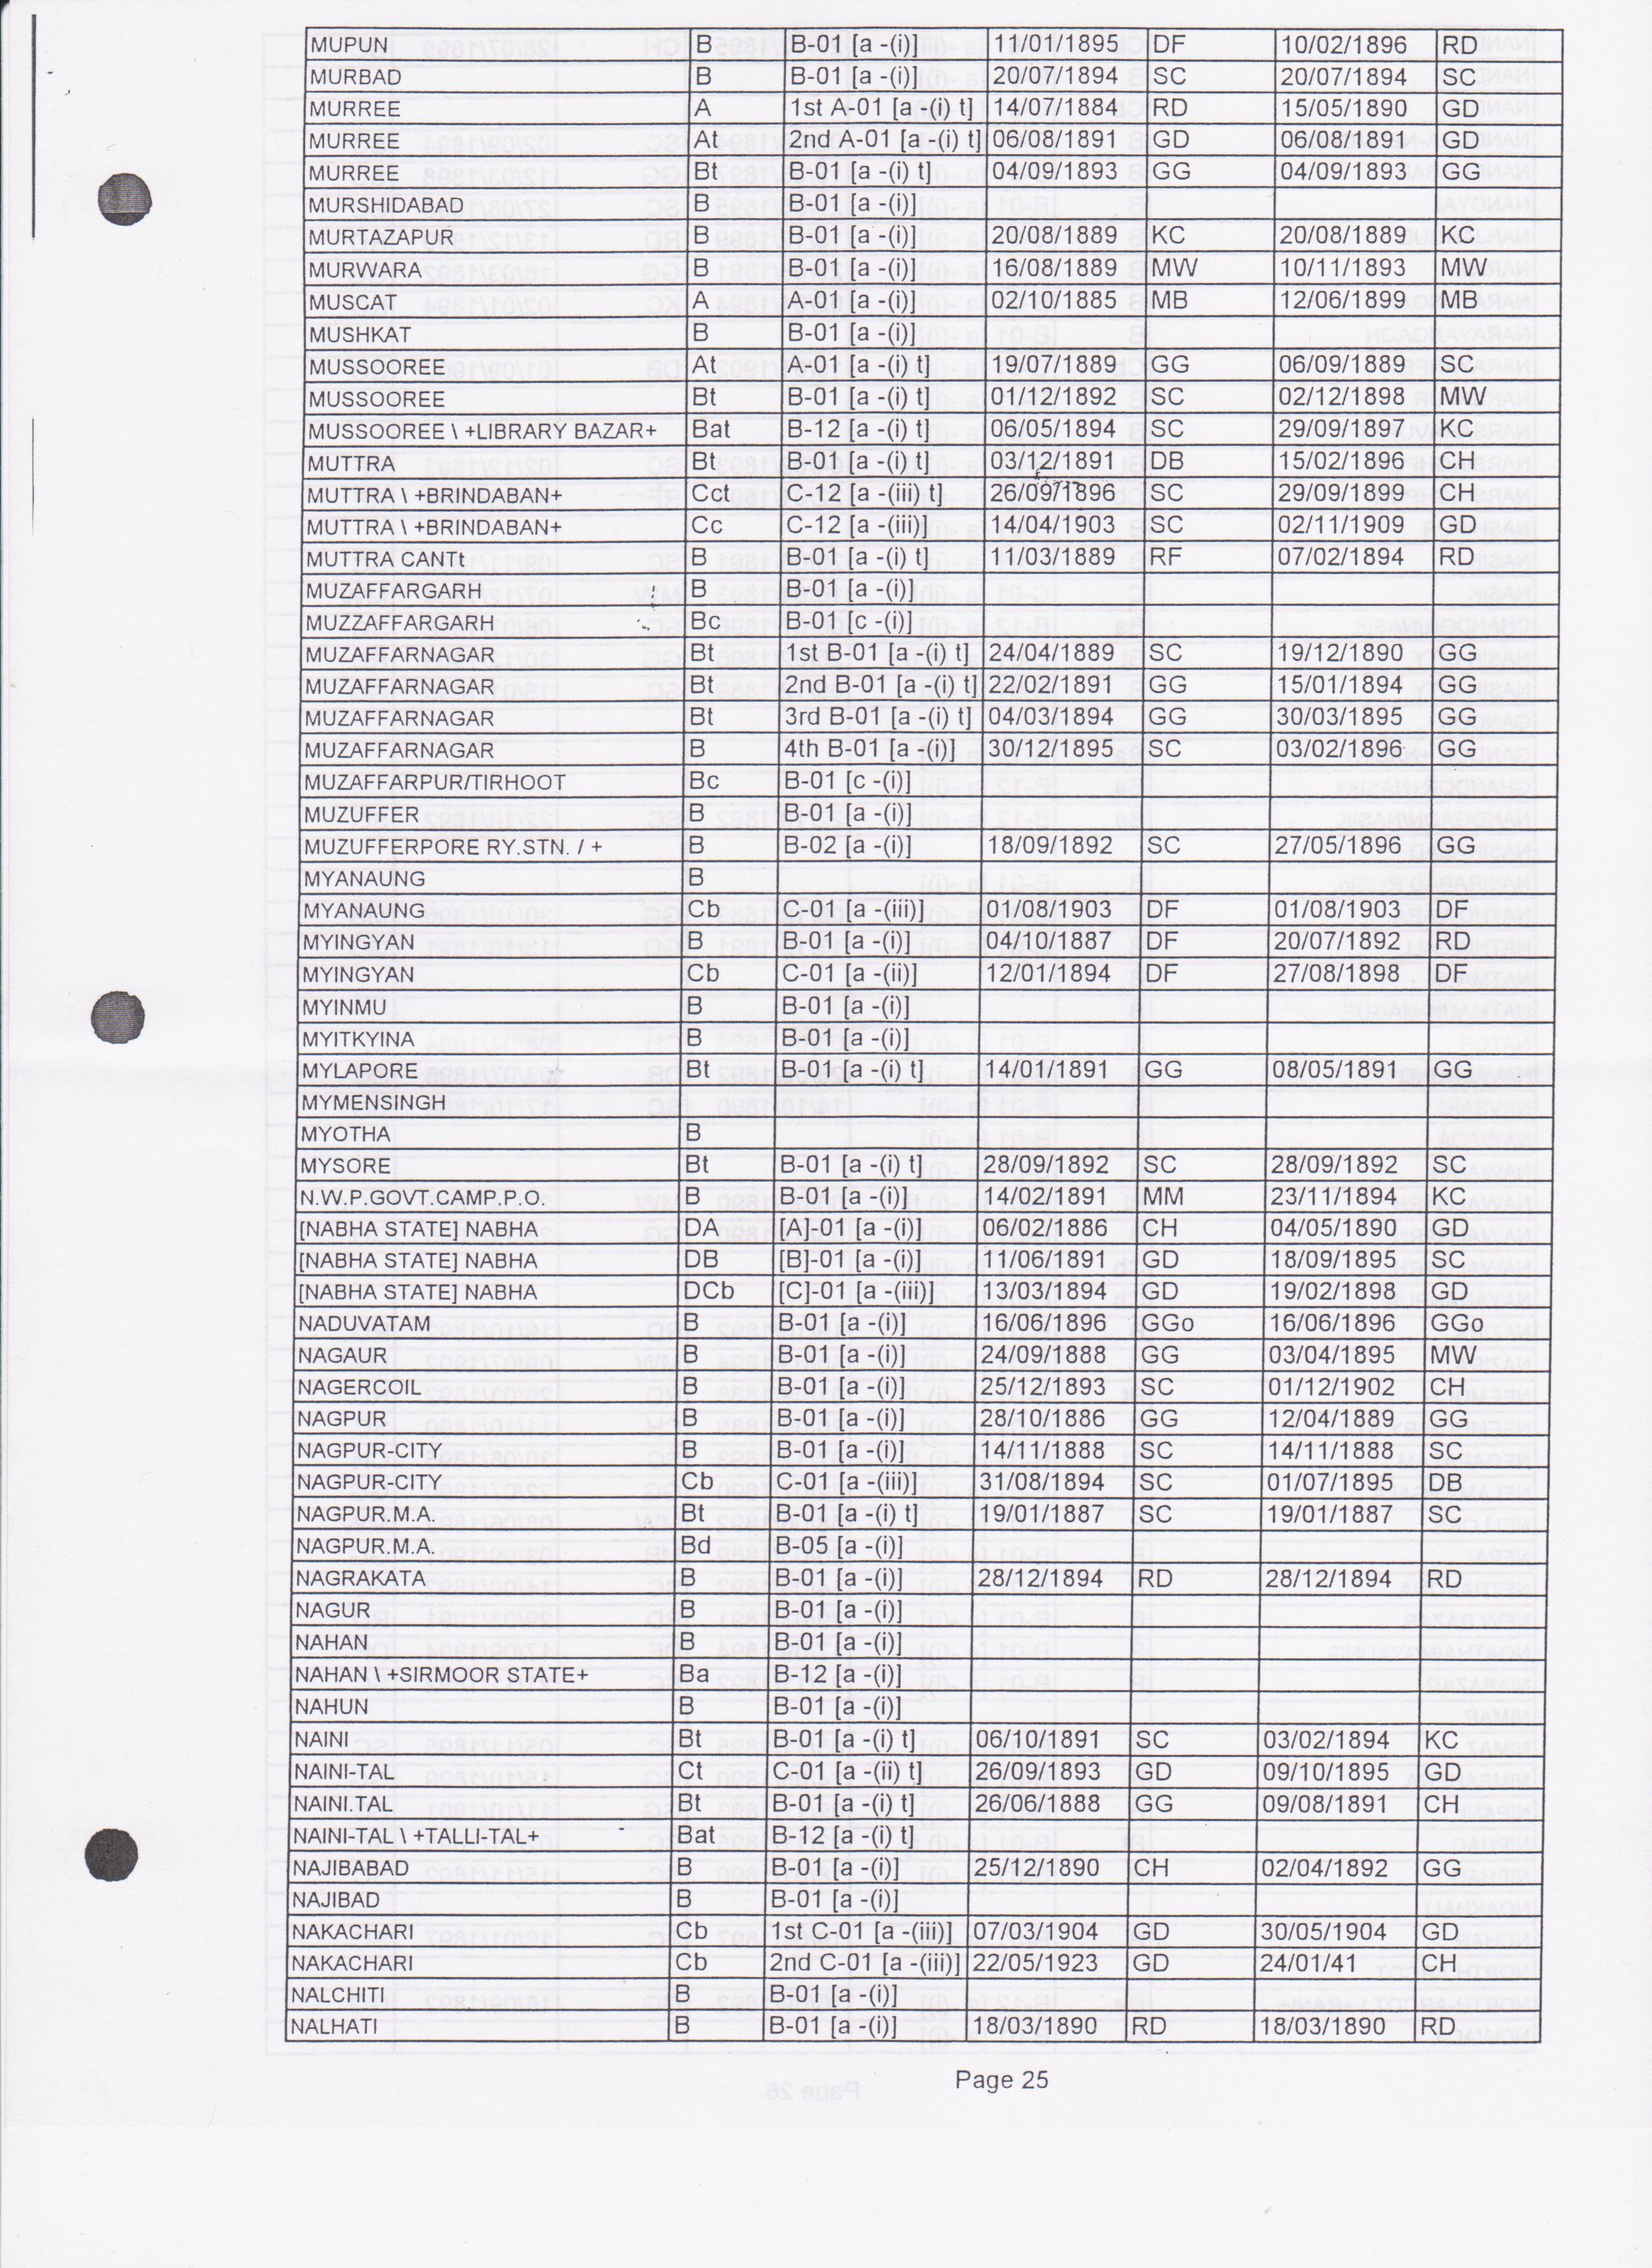 MUPUN B B-01 [a -(i)] 11/01/1895 DF 10/02/1896 RD
MURBAD B B-01 [a -(i)] 20/07/1894 SC 20/07/1894 SC
MURREE A 1st A-01 [a -(i) t] 14/07/1884 RD 15/05/1890 GD
MURREE At 2nd A-01 [a -(i) t] 06/08/1891 GD 06/08/1891 GD
MURREE Bt B-01 [a -(i) t] 04/09/1893 GG 04/09/1893 GG
MURSHIDABAD B B-01 [a -(i)]
MURTAZAPUR B B-01 [a -(i)] 20/08/1889 KC 20/08/1889 KC
MURWARA B B-01 [a -(i)] 16/08/1889 MW 10/11/1893 MW
MUSCAT A A-01 [a -(i)] 02/10/1885 MB 12/06/1899 MB
MUSHKAT B B-01 [a -(i)]
MUSSOOREE At A-01 [a -(i) t] 19/07/1889 GG 06/09/1889 SC
MUSSOOREE Bt B-01 [a -(i) t] 01/12/1892 SC 02/12/1898 MW
MUSSOOREE \ +LIBRARY BAZAR+ Bat B-12 [a -(i) t] 06/05/1894 SC 29/09/1897 KC
MUTTRA Bt B-01 [a -(i) t] 03/12/1891 DB 15/02/1896 CH
MUTTRA \ +BRINDABAN+ Cct C-12 [a -(iii) t] 26/09/1896 SC 29/09/1898 CH
MUTTRA \ +BRINDABAN+ Cc C-12 [a -(iii)] 14/04/1903 SC 02/11/1909 GD
MUTTRA CANTt B B-01 [a -(i) t] 11/03/1889 RF 07/02/1894 RD
MUZAFFARGARH B B-01 [a -(i)]
MUZZAFFARGARH Bc B-01 [c -(i)]
MUZAFFARNAGAR Bt 1st B-01 [a -(i) t] 24/04/1889 SC 19/12/1890 GG
MUZAFFARNAGAR Bt 2nd B-01 [a -(i) t] 22/02/1891 GG 15/01/1894 GG
MUZAFFARNAGAR Bt 3rd B-01 [a -(i) t] 04/03/1894 GG 30/03/1895 GG
MUZAFFARNAGAR B 4th B-01 [a -(i)] 30/12/1895 SC 03/02/1896 GG
MUZAFFARPUR/TIRHOOT Bc B-01 [c -(i)]
MUZUFFER B B-01 [a -(i)]
MUZUFFERPORE RY.STN. / + B B-02 [a -(i)] 18/09/1892 SC 27/05/1896 GG
MYANAUNG B
MYANAUNG Cb C-01 [a -(iii)] 01/08/1903 DF 01/08/1903 DF
MYINGYAN B B-01 [a -(i)] 04/10/1887 DF 20/07/1892 RD
MYINGYAN Cb C-01 [a -(ii)] 12/01/1894 DF 27/08/1898 DF
MYINMU B B-01 [a -(i)]
MYITKYINA B B-01 [a -(i)]
MYLAPORE Bt B-01 [a -(i) t] 14/01/1891 GG 08/05/1891 GG
MYMENSINGH
MYOTHA B
MYSORE Bt B-01 [a -(i) t] 28/09/1892 SC 28/09/1892 SC
N.W.P.GOVT.CAMP.P.O. B B-01 [a -(i)] 14/02/1891 MM 23/11/1894 KC
[NABHA STATE] NABHA DA [A]-01 [a -(i)] 06/02/1886 CH 04/05/1890 GD
[NABHA STATE] NABHA DB [B]-01 [a -(i)] 11/06/1891 GD 18/09/1895 SC
[NABHA STATE] NABHA DCb [C]-01 [a -(iii)] 13/03/1894 GD 19/02/1898 GD
NADUVATAM B B-01 [a -(i)] 16/06/1896 GGo 16/06/1896 GGo
NAGAUR B B-01 [a -(i)] 24/09/1888 GG 03/04/1895 MW
NAGERCOIL B B-01 [a -(i)] 25/12/1893 SC 01/12/1902 CH
NAGPUR B B-01 [a -(i)] 28/10/1886 GG 12/04/1889 GG
NAGPUR-CITY B B-01 [a -(i)] 14/11/1888 SC 14/11/1888 SC
NAGPUR-CITY Cb C-01 [a -(iii)] 31/08/1894 SC 01/07/1895 DB
NAGPUR.M.A. Bt B-01 [a -(i) t] 19/01/1887 SC 19/01/1887 SC
NAGPUR.M.A. Bd B-05 [a -(i)]
NAGRAKATA B B-01 [a -(i)] 28/12/1894 RD 28/12/1894 RD
NAGUR B B-01 [a -(i)]
NAHAN B B-01 [a -(i)]
NAHAN \ +SIRMOOR STATE+ Ba B-12 [a -(i)]
NAHUN B B-01 [a -(i)]
NAINI Bt B-01 [a -(i) t] 06/10/1891 SC 03/02/1894 KC
NAINI-TAL Ct C-01 [a -(ii) t] 26/09/1893 GD 09/10/1895 GD
NAINI.TAL Bt B-01 [a -(i) t] 26/06/1888 GG 09/08/1891 CH
NAINI-TAL \ +TALLI-TAL+ Bat B-12 [a -(i) t]
NAJIBABAD B B-01 [a -(i)] 25/12/1890 CH 02/04/1892 GG
NAJIBAD B B-01 [a -(i)]
NAKACHARI Cb 1st C-01 [a -(iii)] 07/03/1904 GD 30/05/1904 GD
NAKACHARI Cb 2nd C-01 [a -(iii)] 22/05/1923 GD 24/01/41 CH
NALCHITI B B-01 [a -(i)]
NALHATI B B-01 [a -(i)] 18/03/1890 RD 18/03/1890 RD
Page 25